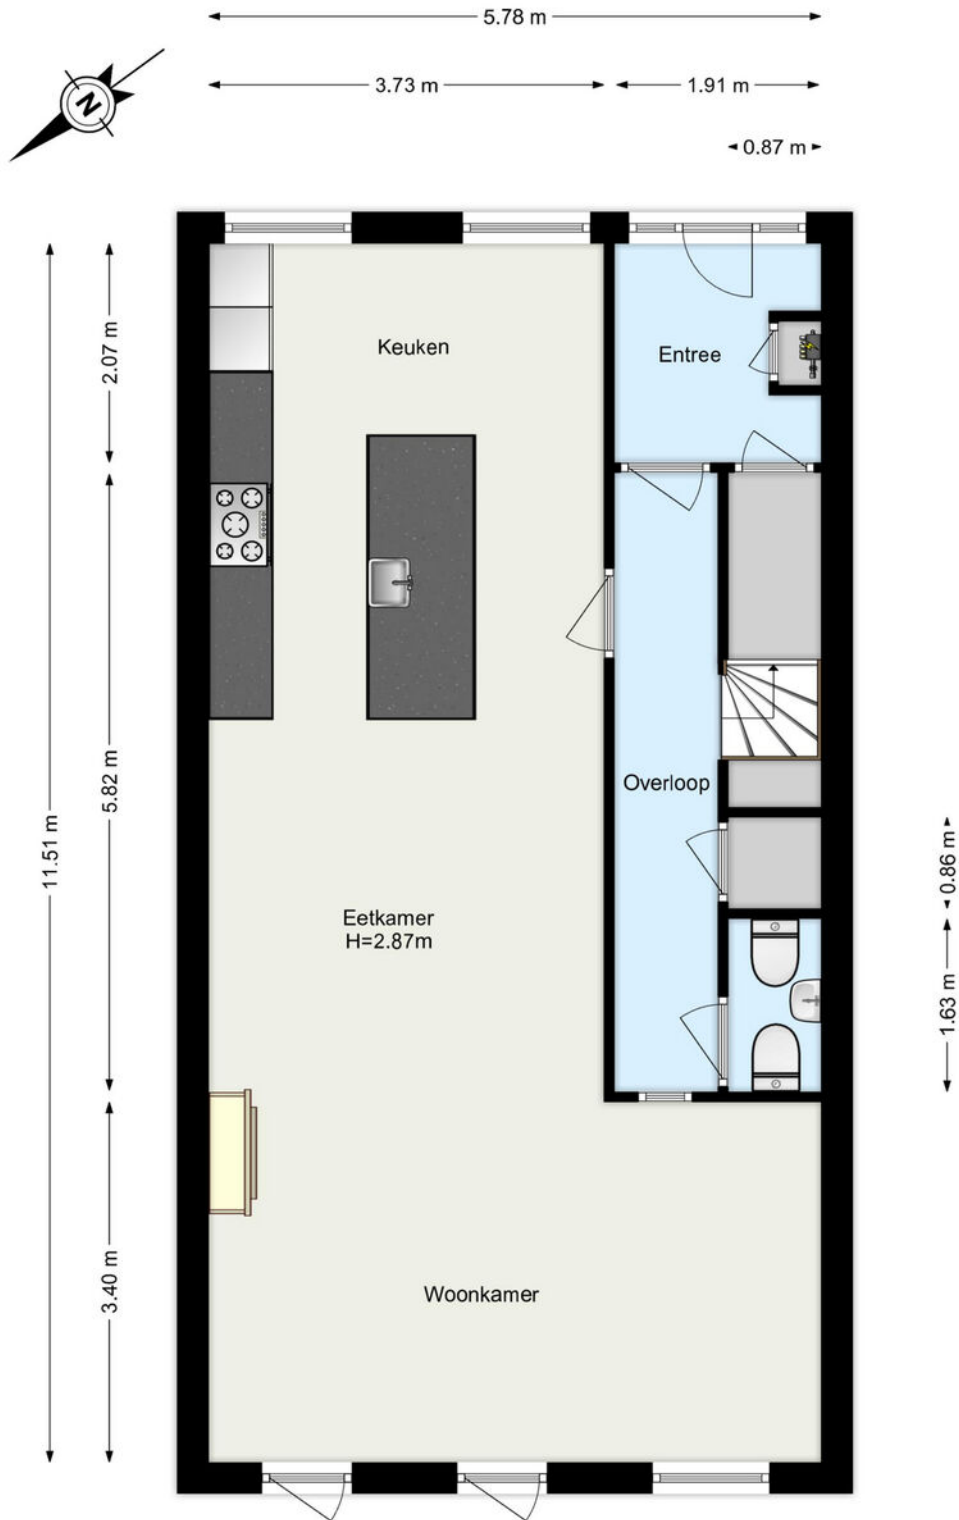 5.78 m
3.73 m
1.91 m
0.87 m
N
2.07 m
Keuken
Entree
5.82 m
11.51 m
Overloop
0.86 m
Eetkamer
H=2.87m
1.63 m
3.40 m
Woonkamer